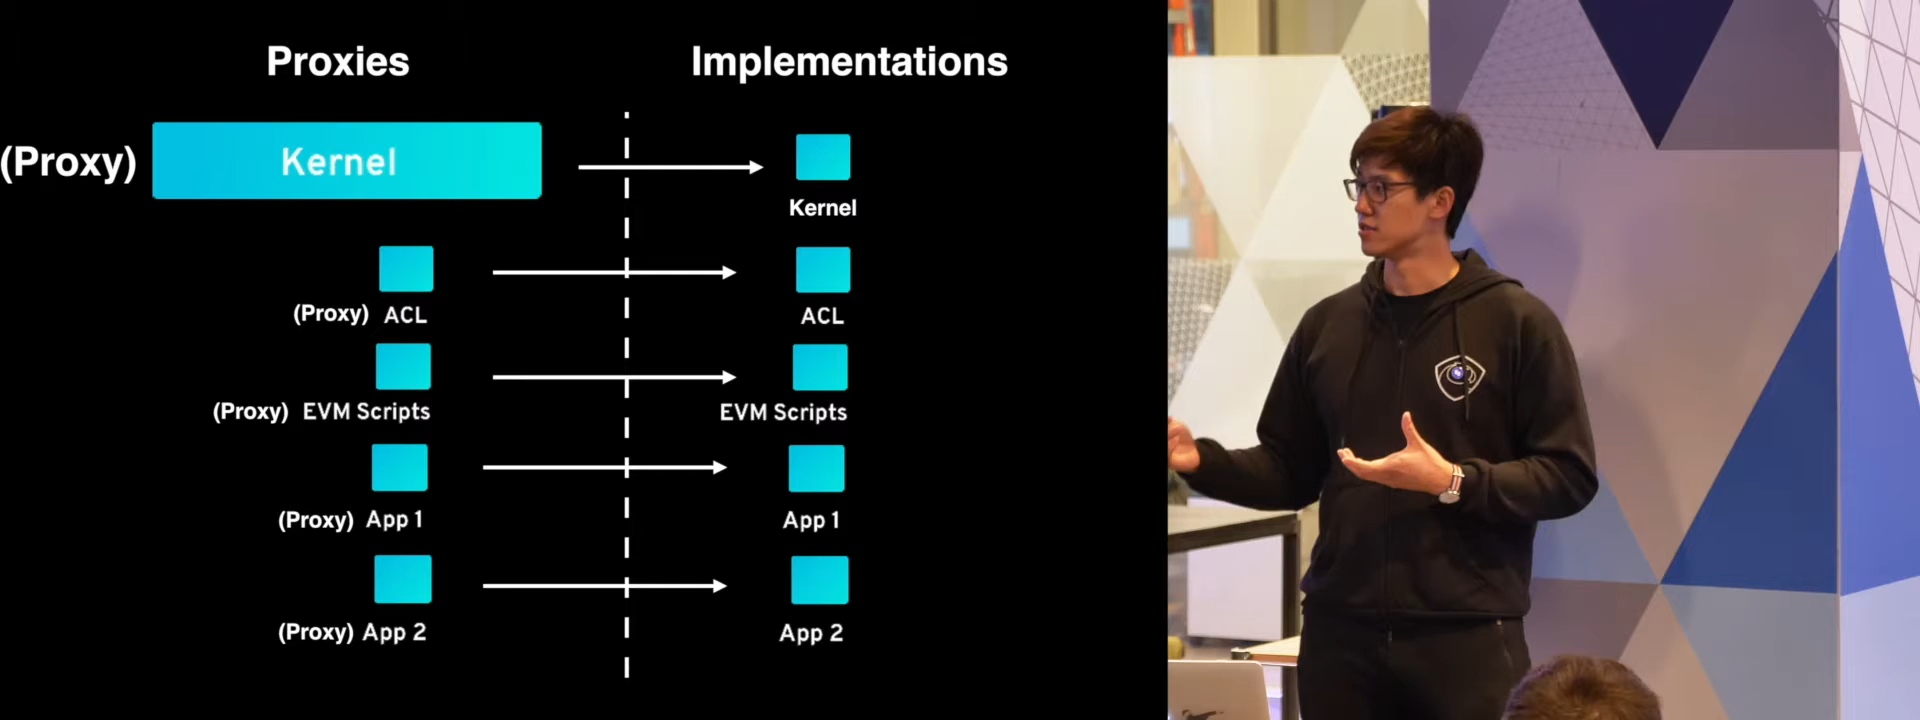 Proxies Implementations
(Proxy) Kernel
Kernel
(Proxy) ACL ACL
(Proxy) EVM Scripts EVM Scripts
(Proxy) App 1 App 1
(Proxy) App 2 App 2